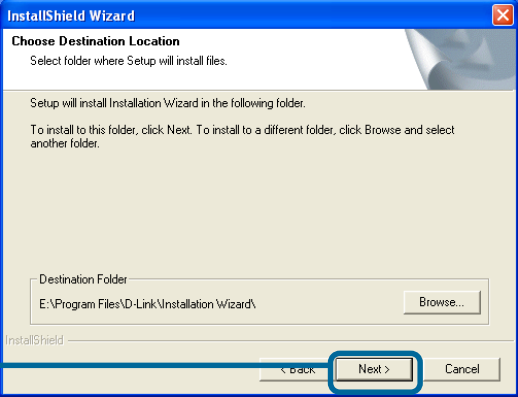 InstallShield Wizard
Choose Destination Location
Select folder where Setup will install files.
Setup will install Installation Wizard in the following folder.
To install to this folder, click Next. To install to a different folder, click Browse and select
another folder.
Destination Folder
E:\Program Files\D-Link\Installation Wizard\
Browse...
InstallShield
< Back
Next >
Cancel